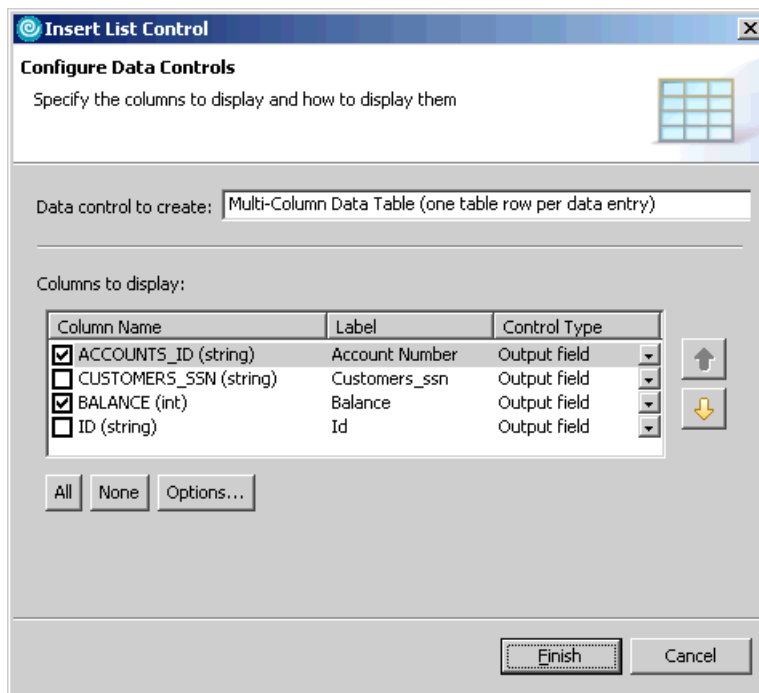 Insert List Control
Configure Data Controls
Specify the columns to display and how to display them
Data control to create: Multi-Column Data Table (one table row per data entry)
Columns to display:
Column Name Label Control Type
ACCOUNTS_ID (string) Account Number Output field
CUSTOMERS_SSN (string) Customers_ssn Output field
BALANCE (int) Balance Output field
ID (string) Id Output field
All None Options...
Finish Cancel